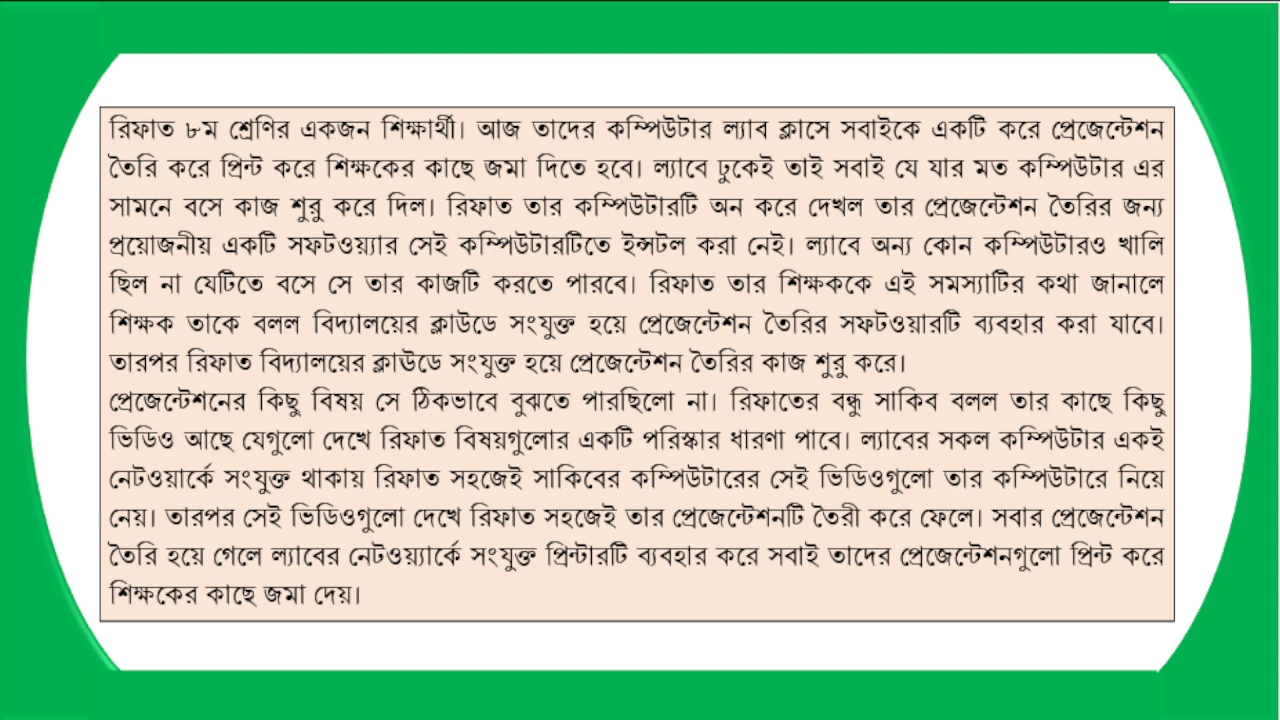 রিফাত ৮ম শ্রেণির একজন শিক্ষার্থী। আজ তাদের কম্পিউটার ল্যাব ক্লাসে সবাইকে একটি করে প্রেজেন্টেশন
তৈরি করে প্রিন্ট করে শিক্ষকের কাছে জমা দিতে হবে। ল্যাবে ঢুকেই তাই সবাই যে যার মত কম্পিউটার এর
সামনে বসে কাজ শুরু করে দিল। রিফাত তার কম্পিউটারটি অন করে দেখল তার প্রেজেন্টেশন তৈরির জন্য
প্রয়োজনীয় একটি সফটওয়্যার সেই কম্পিউটারটিতে ইন্সটল করা নেই। ল্যাবে অন্য কোন কম্পিউটারও খালি
ছিল না যেটিতে বসে সে তার কাজটি করতে পারবে। রিফাত তার শিক্ষককে এই সমস্যাটির কথা জানালে
শিক্ষক তাকে বলল বিদ্যালয়ের ক্লাউডে সংযুক্ত হয়ে প্রেজেন্টেশন তৈরির সফটওয়ারটি ব্যবহার করা যাবে।
তারপর রিফাত বিদ্যালয়ের ক্লাউডে সংযুক্ত হয়ে প্রেজেন্টেশন তৈরির কাজ শুরু করে।
প্রেজেন্টেশনের কিছু বিষয় সে ঠিকভাবে বুঝতে পারছিলো না। রিফাতের বন্ধু সাকিব বলল তার কাছে কিছু
ভিডিও আছে যেগুলো দেখে রিফাত বিষয়গুলোর একটি পরিস্কার ধারণা পাবে। ল্যাবের সকল কম্পিউটার একই
নেটওয়ার্কে সংযুক্ত থাকায় রিফাত সহজেই সাকিবের কম্পিউটারের সেই ভিডিওগুলো তার কম্পিউটারে নিয়ে
নেয়। তারপর সেই ভিডিওগুলো দেখে রিফাত সহজেই তার প্রেজেন্টেশনটি তৈরী করে ফেলে। সবার প্রেজেন্টেশন
তৈরি হয়ে গেলে ল্যাবের নেটওয়্যার্কে সংযুক্ত প্রিন্টারটি ব্যবহার করে সবাই তাদের প্রেজেন্টেশনগুলো প্রিন্ট করে
শিক্ষকের কাছে জমা দেয়।